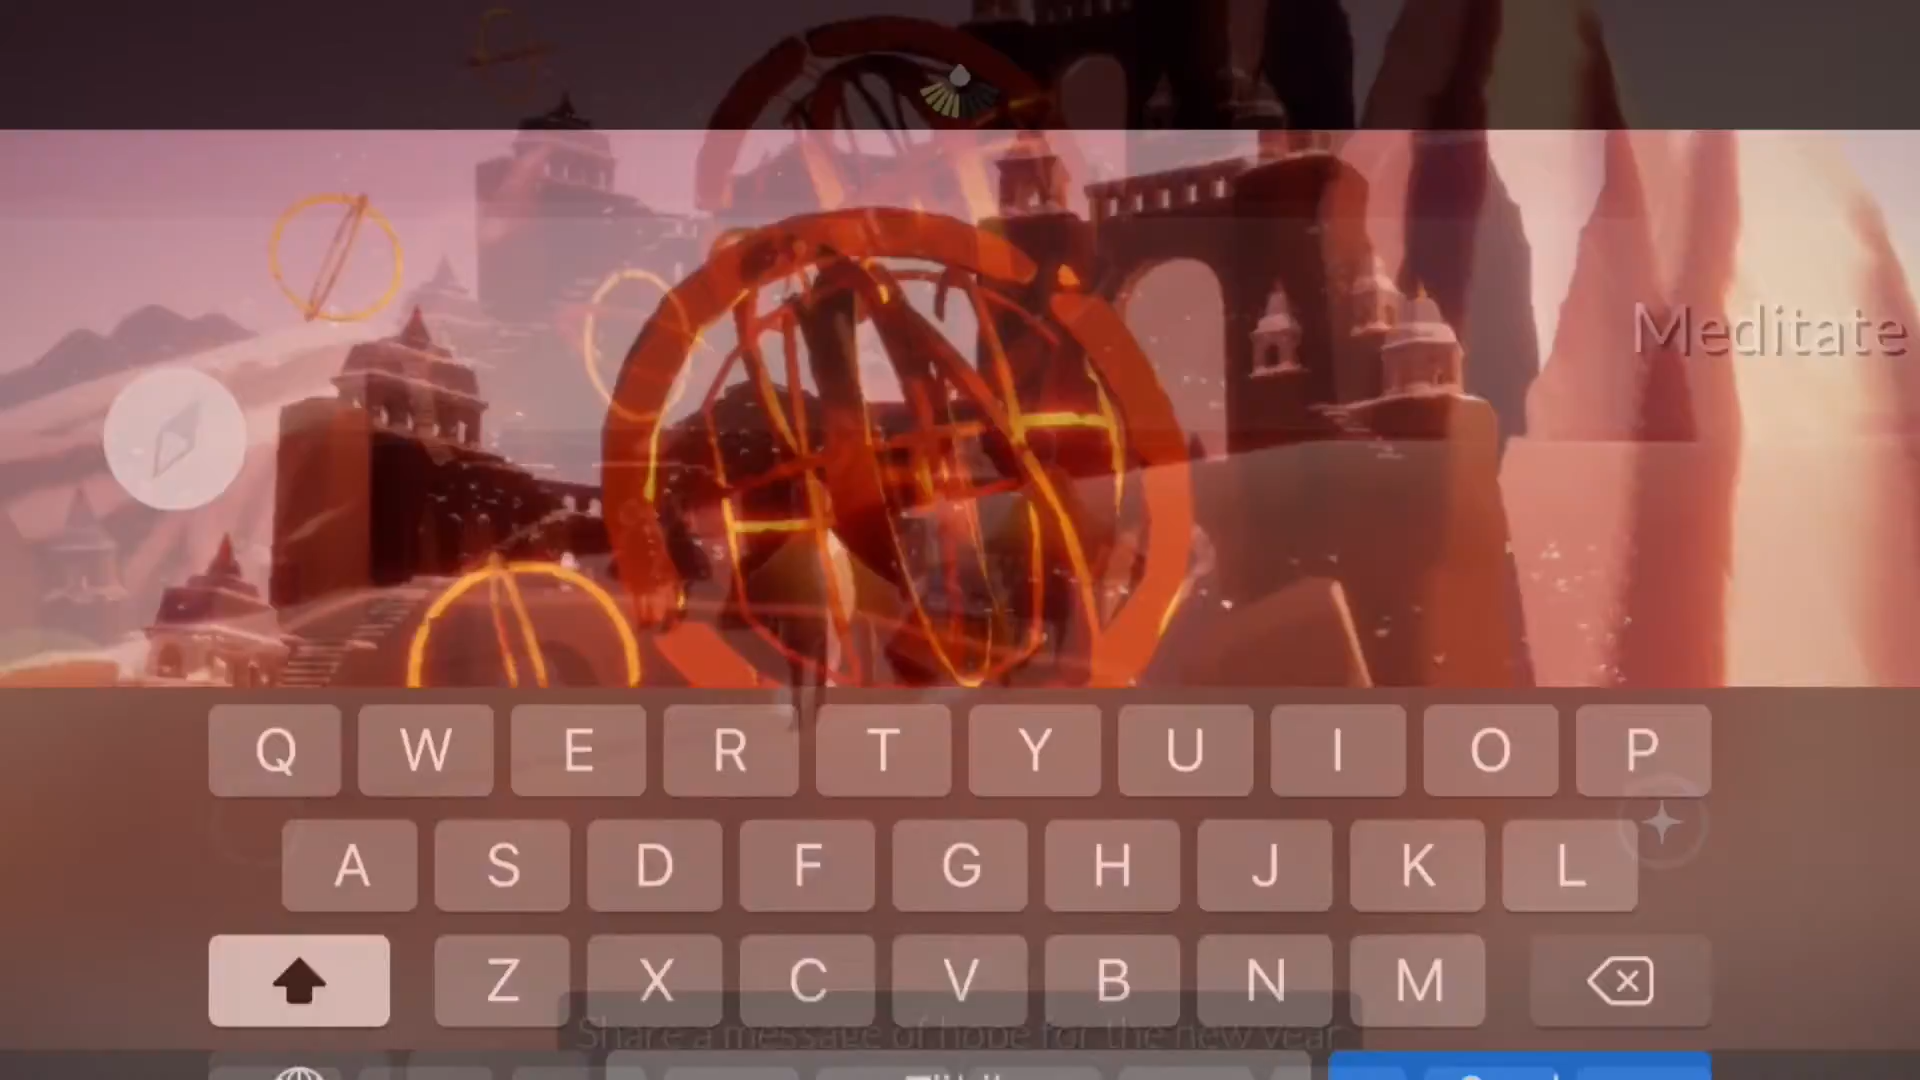 Meditate
Q W E R T Y U I O P
A S D F G H J K L
Z X C V B N M
Share a message of hope for the new year